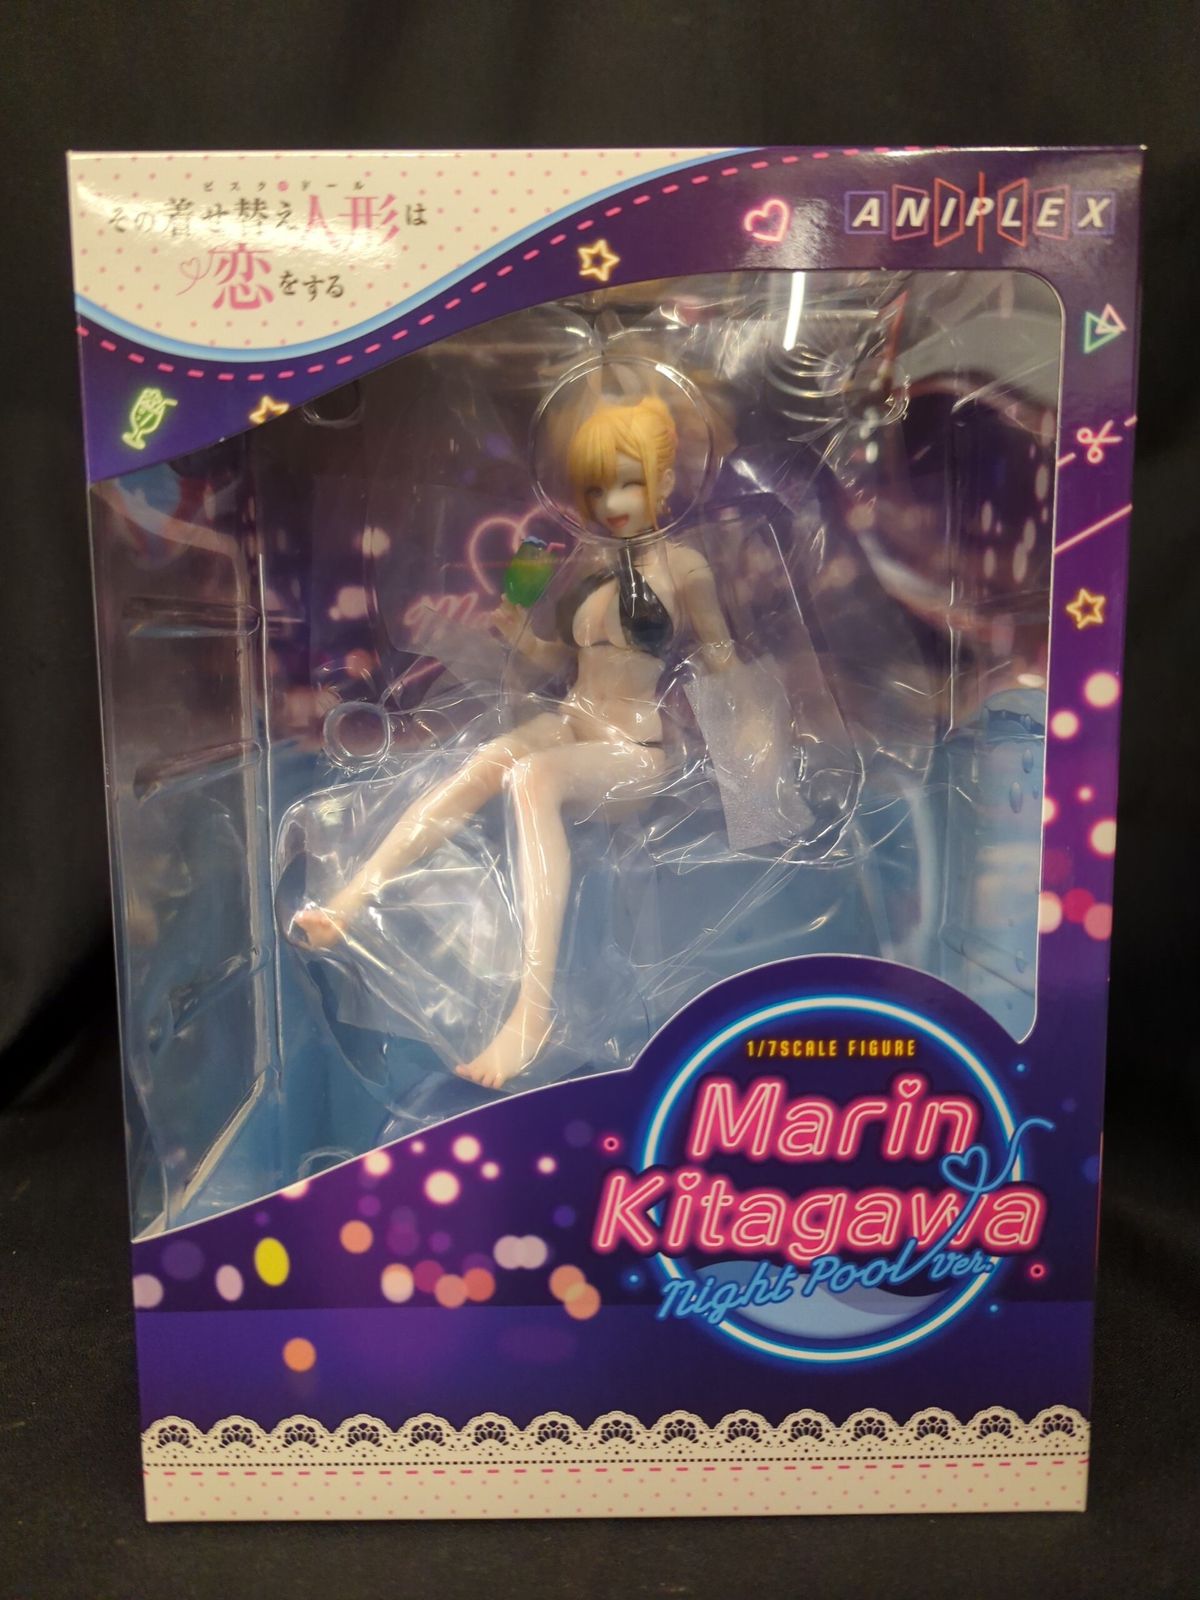 ビスク・ドール
その着せ替え人形は
恋をする
ANIPLEX
1/7SCALE FIGURE
Marin
Kitagawa
Night Pool Ver.